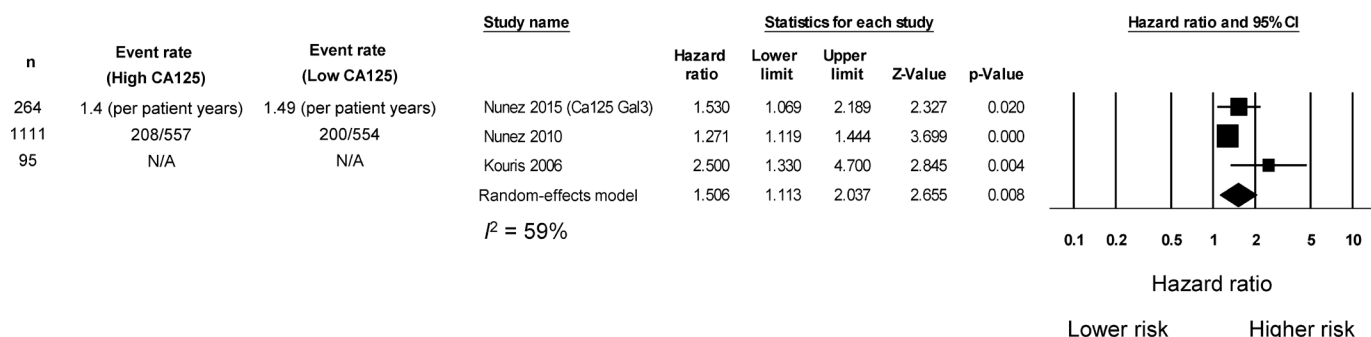 Study name Statistics for each study Hazard ratio and 95% CI
n Event rate (High CA125) Event rate (Low CA125) Hazard ratio Lower limit Upper limit Z-Value p-Value
264 1.4 (per patient years) 1.49 (per patient years) Nunez 2015 (Ca125 Gal3) 1.530 1.069 2.189 2.327 0.020
1111 208/557 200/554 Nunez 2010 1.271 1.119 1.444 3.699 0.000
95 N/A N/A Kouris 2006 2.500 1.330 4.700 2.845 0.004
Random-effects model 1.506 1.113 2.037 2.655 0.008
I² = 59%
0.1 0.2 0.5 1 2 5 10
Hazard ratio
Lower risk Higher risk